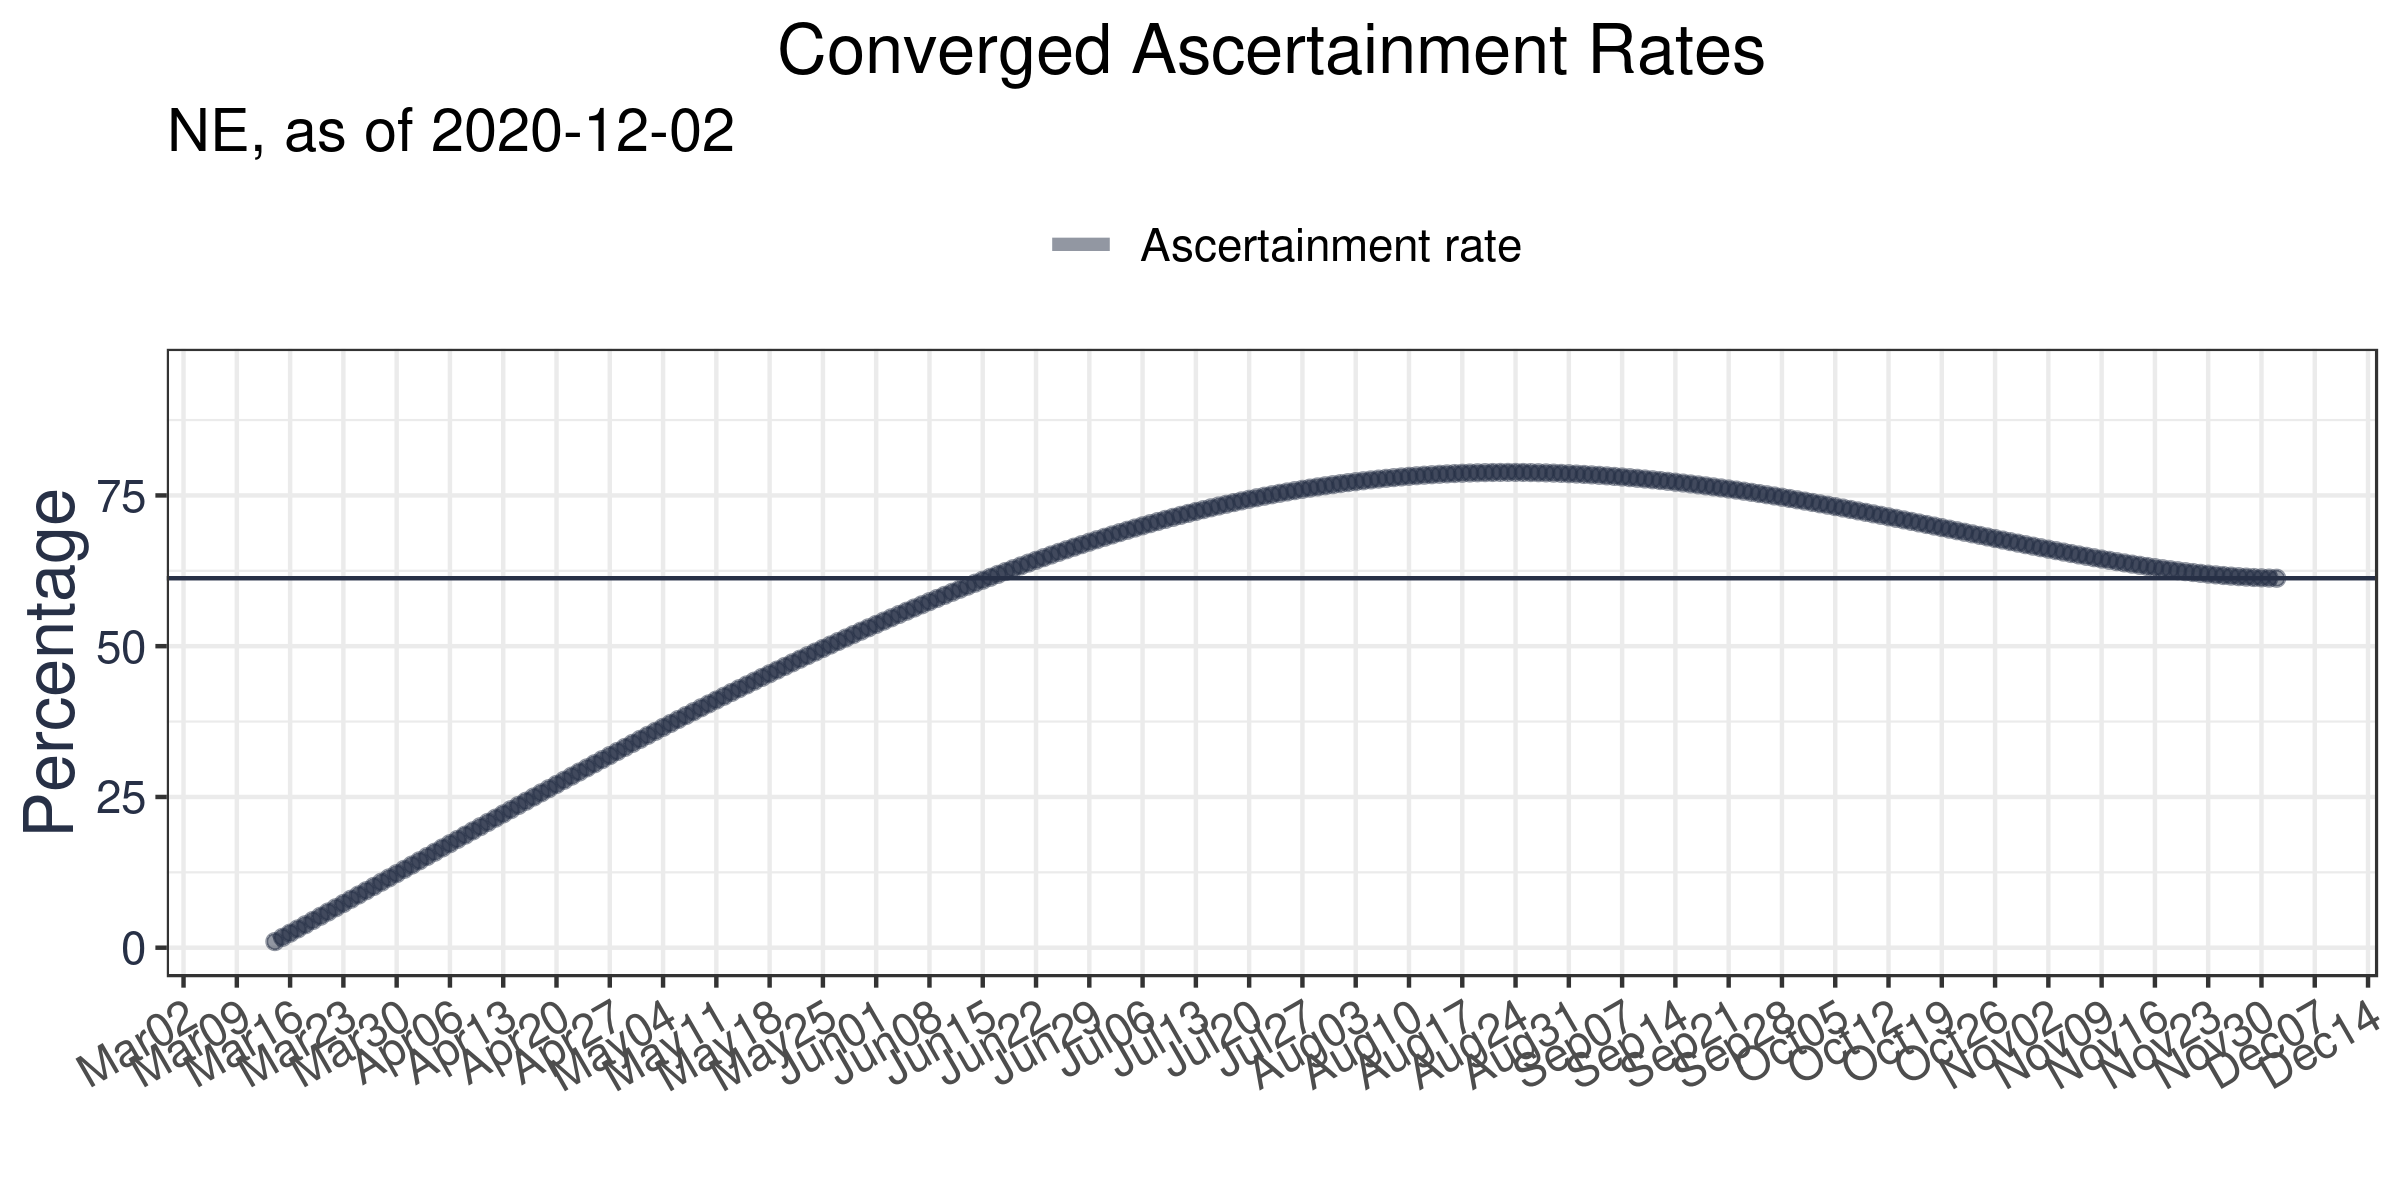 Converged Ascertainment Rates
NE, as of 2020-12-02
Ascertainment rate
Percentage
75
50
25
0
Mar02 Mar09 Mar16 Mar23 Mar30 Apr06 Apr13 Apr20 Apr27 May04 May11 May18 May25 Jun01 Jun08 Jun15 Jun22 Jun29 Jul06 Jul13 Jul20 Jul27 Aug03 Aug10 Aug17 Aug24 Aug31 Sep07 Sep14 Sep21 Sep28 Oct05 Oct12 Oct19 Oct26 Nov02 Nov09 Nov16 Nov23 Nov30 Dec07 Dec14